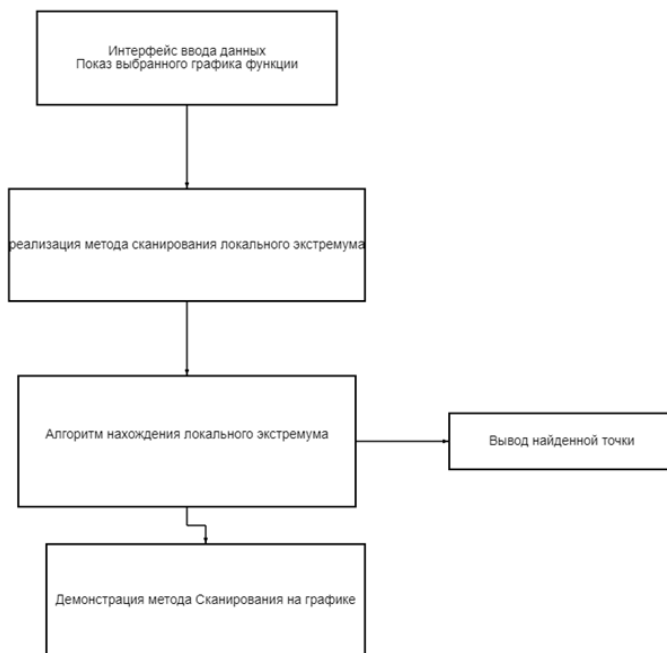 Интерфейс ввода данных
Показ выбранного графика функции
реализация метода сканирования локального экстремума
Алгоритм нахождения локального экстремума
Вывод найденной точки
Демонстрация метода Сканирования на графике